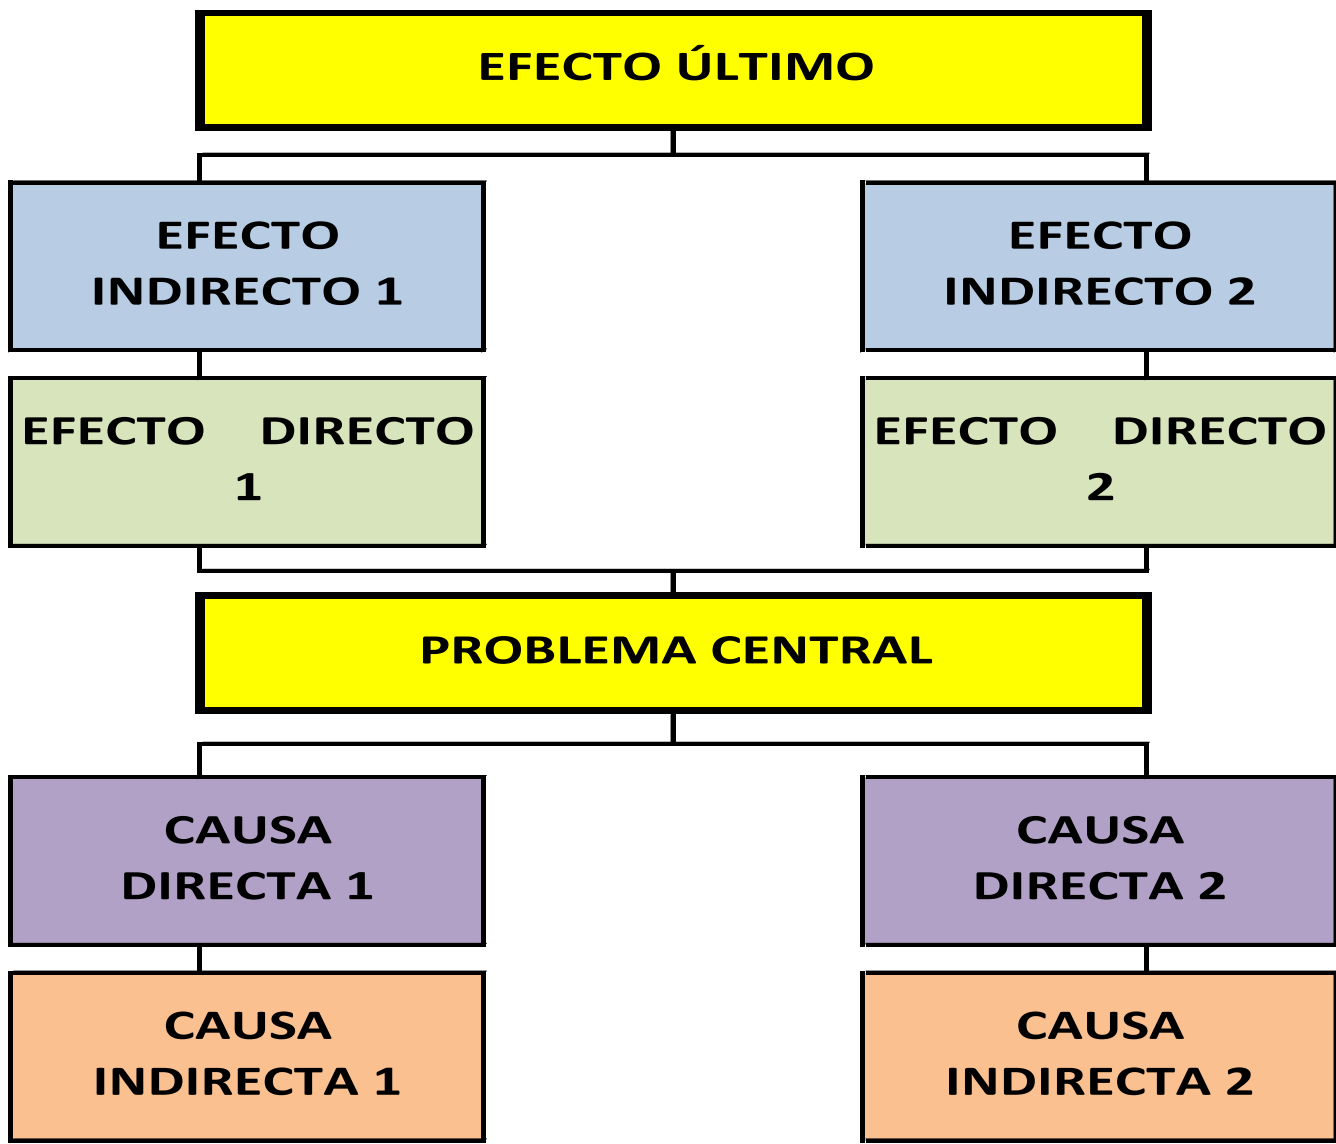 EFECTO ÚLTIMO
EFECTO
INDIRECTO 1
EFECTO
INDIRECTO 2
EFECTO DIRECTO
1
EFECTO DIRECTO
2
PROBLEMA CENTRAL
CAUSA
DIRECTA 1
CAUSA
DIRECTA 2
CAUSA
INDIRECTA 1
CAUSA
INDIRECTA 2